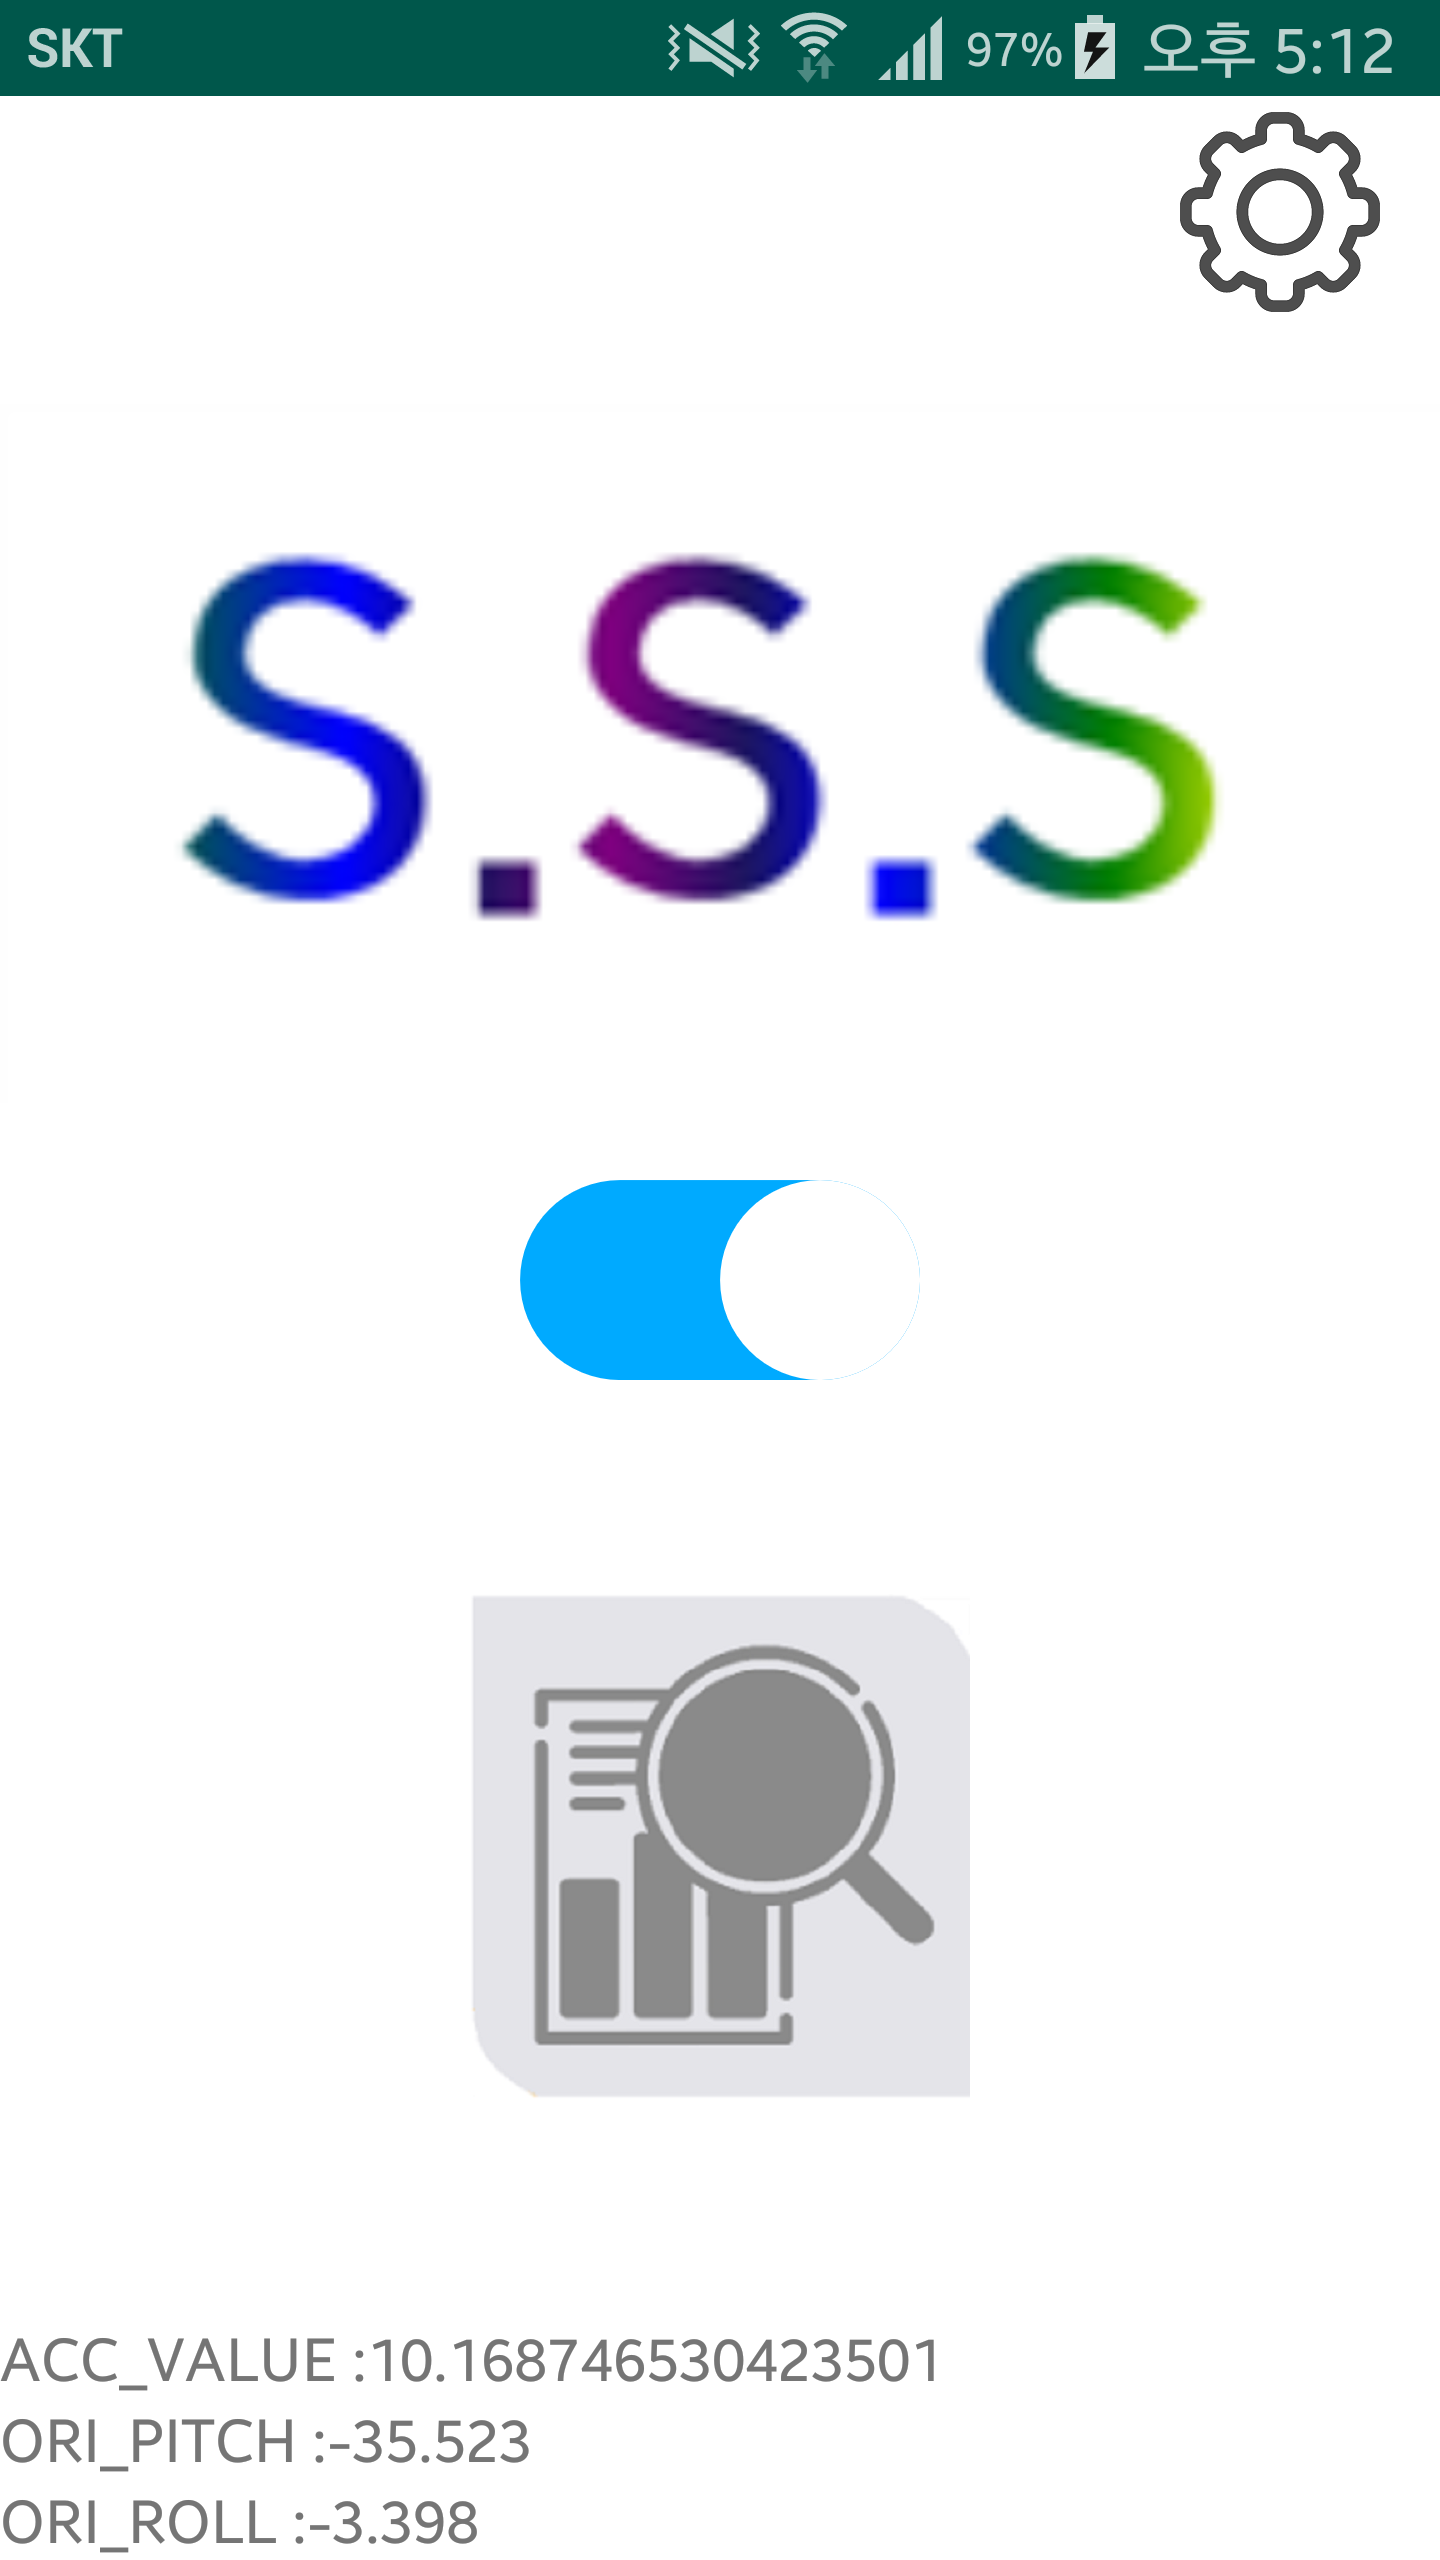 SKT 97% 오후 5:12
S.S.S
ACC_VALUE :10.168746530423501
ORI_PITCH :-35.523
ORI_ROLL :-3.398